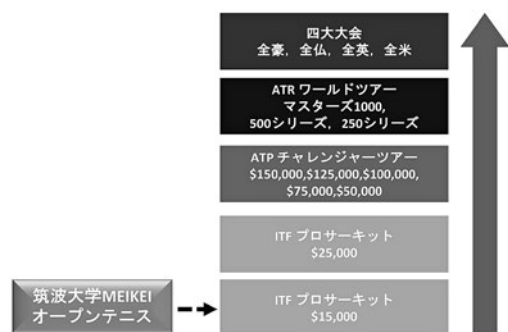 四大大会
全豪，全仏，全英，全米
ATR ワールドツアー
マスターズ1000,
500シリーズ，250シリーズ
ATP チャレンジャーツアー
$150,000,$125,000,$100,000,
$75,000,$50,000
ITF プロサーキット
$25,000
筑波大学MEIKEI
オープンテニス
ITF プロサーキット
$15,000